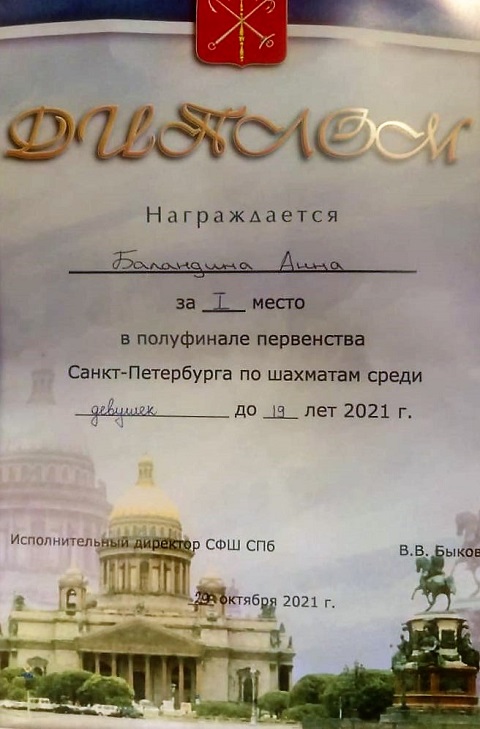 ДИПЛОМ
Награждается
Баландина Анна
за I место
в полуфинале первенства
Санкт-Петербурга по шахматам среди
девушек до 19 лет 2021 г.
Исполнительный директор СФШ СПб
В.В. Быков
29 октября 2021 г.